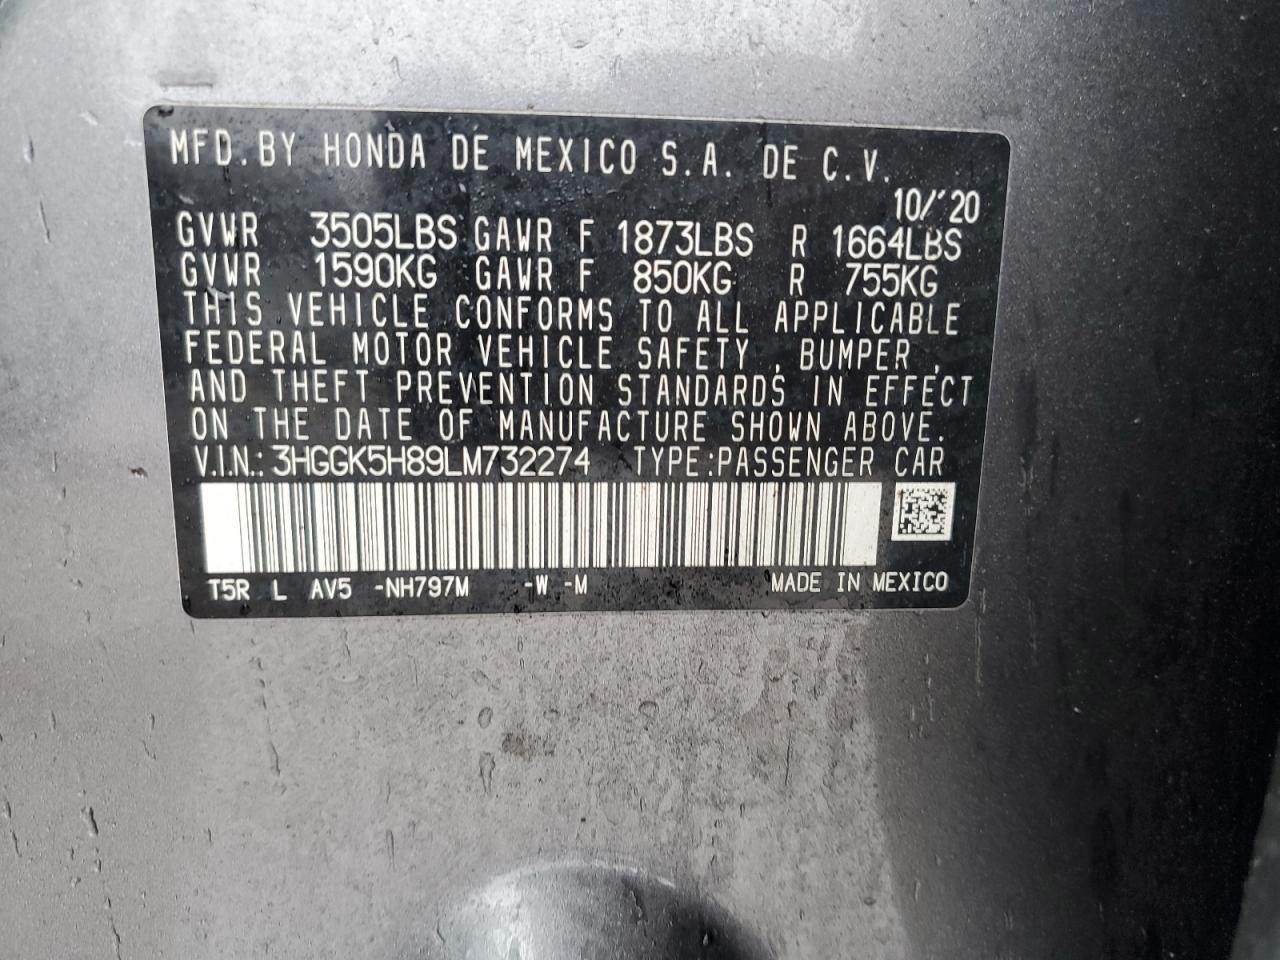 MFD. BY HONDA DE MEXICO S.A. DE C.V.
10/'20
GVWR 3505LBS GAWR F 1873LBS R 1664LBS
GVWR 1590KG GAWR F 850KG R 755KG
THIS VEHICLE CONFORMS TO ALL APPLICABLE
FEDERAL MOTOR VEHICLE SAFETY, BUMPER,
AND THEFT PREVENTION STANDARDS IN EFFECT
ON THE DATE OF MANUFACTURE SHOWN ABOVE.
V.I.N.: 3HGGK5H89LM732274 TYPE:PASSENGER CAR
T5R L AV5 -NH797M -W -M MADE IN MEXICO